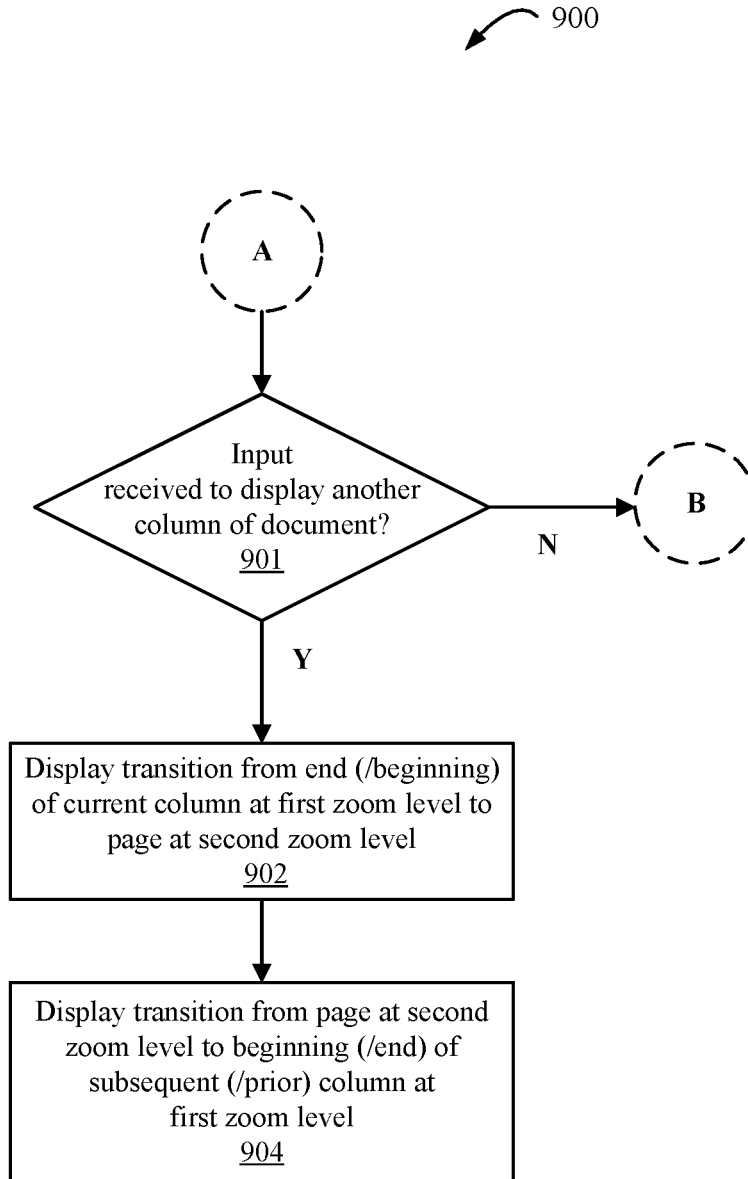 900
A
Input
received to display another
column of document?
901
B
N
Y
Display transition from end (/beginning)
of current column at first zoom level to
page at second zoom level
902
Display transition from page at second
zoom level to beginning (/end) of
subsequent (/prior) column at
first zoom level
904